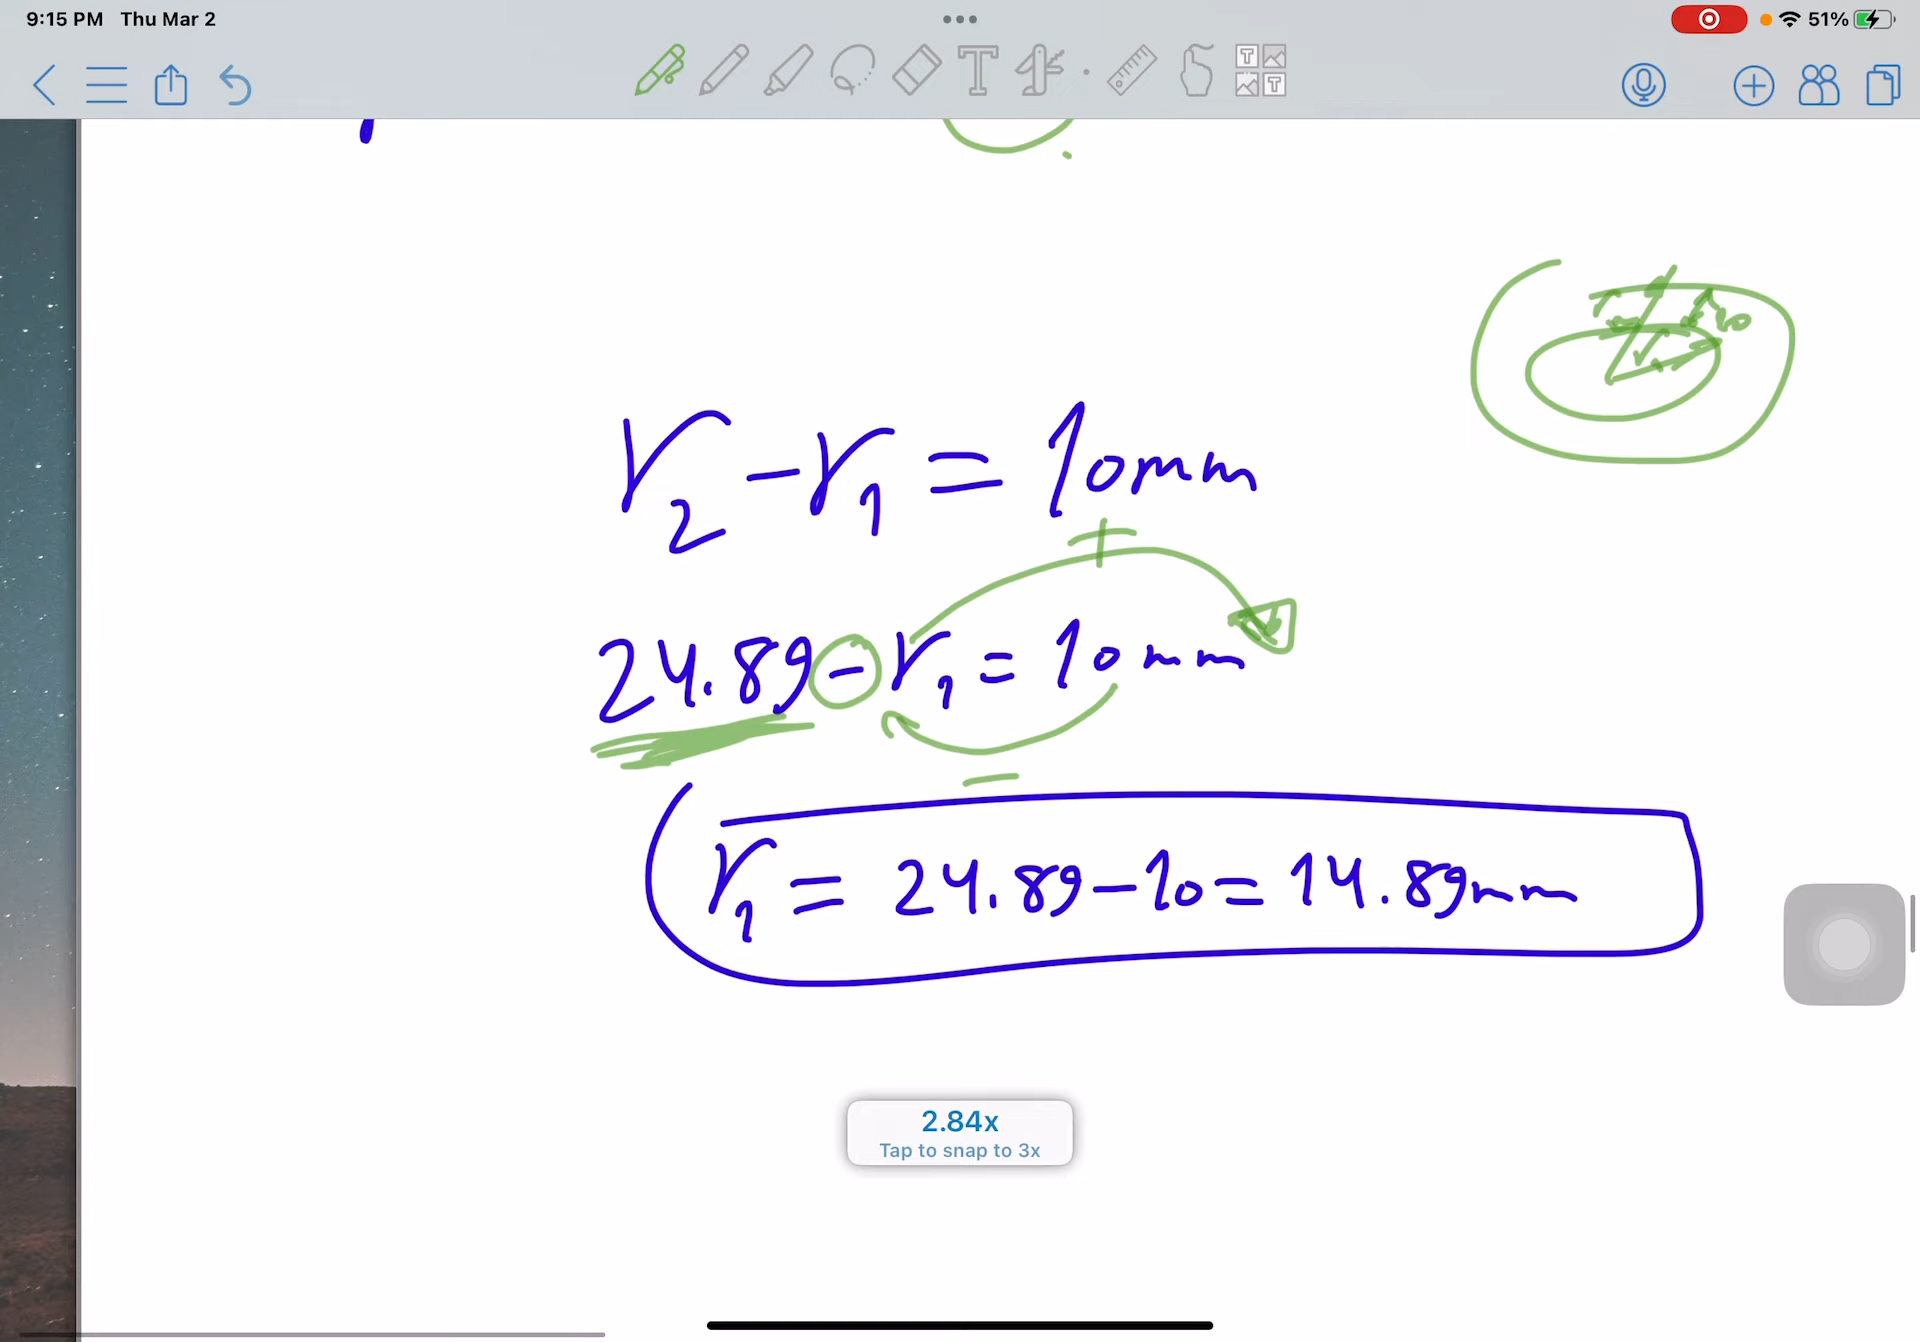 9:15 PM Thu Mar 2
51%
r₂ - r₁ = 10mm
+
24.89 - r₁ = 10mm
-
r₁ = 24.89 - 10 = 14.89mm
2.84x
Tap to snap to 3x